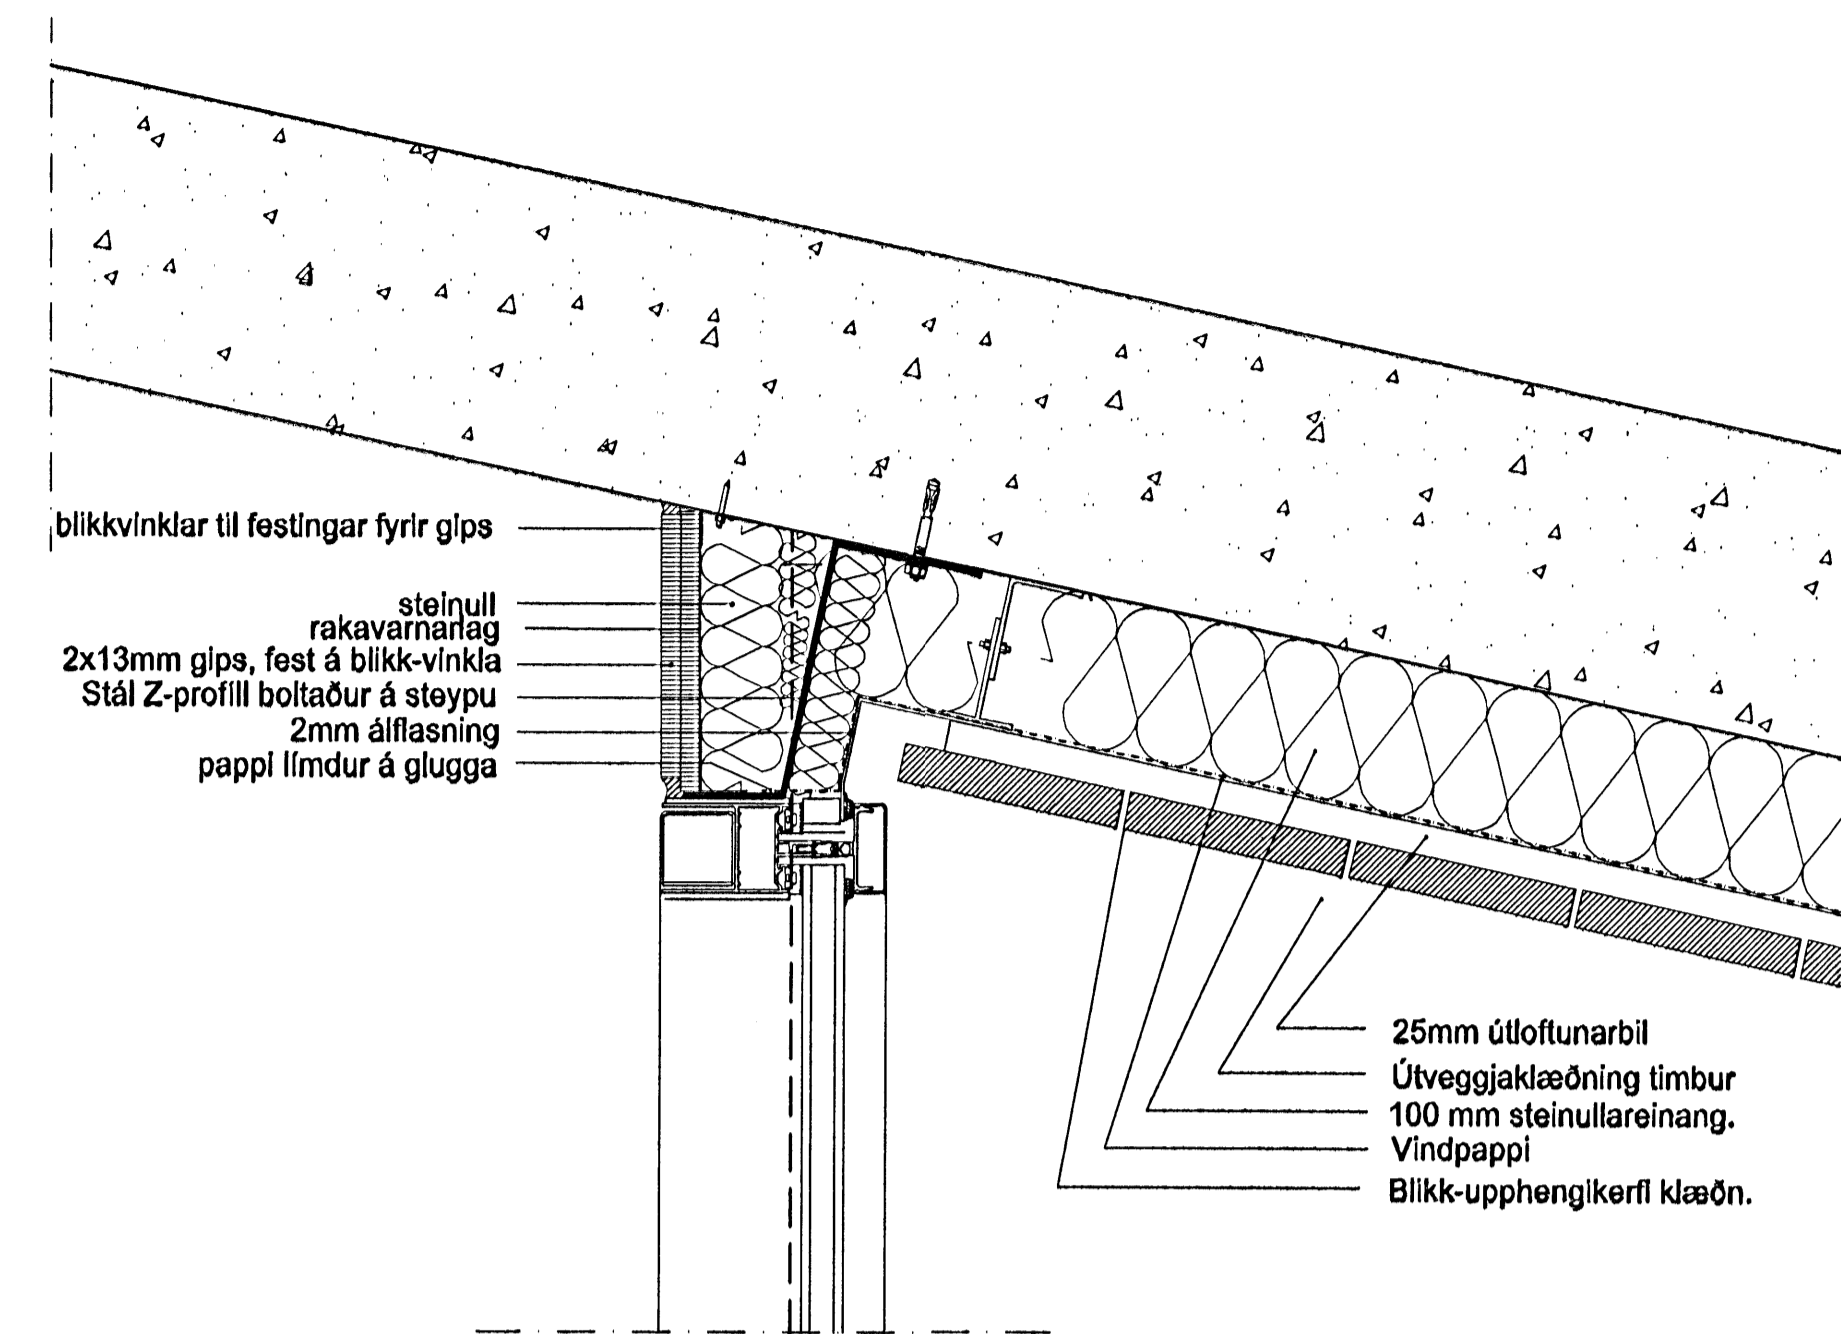 blikkvinklar til festingar fyrir gips
steinull
rakavarnarlag
2x13mm gips, fest á blikk-vinkla
Stál Z-profíll boltaður á steypu
2mm álflasning
pappi límdur á glugga
25mm útloftunarbil
Útveggjaklæðning timbur
100 mm steinullareinang.
Vindpappi
Blikk-upphengikerfi klæðn.